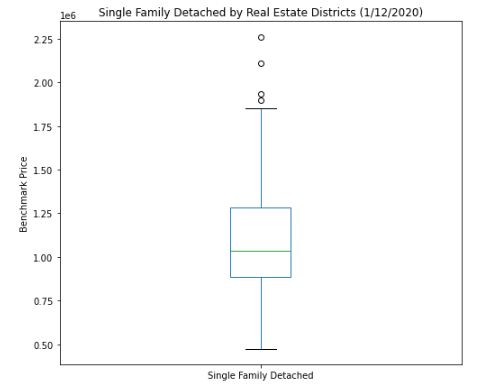 Single Family Detached by Real Estate Districts (1/12/2020)
1e6
2.25
2.00
1.75
1.50
1.25
1.00
0.75
0.50
Benchmark Price
Single Family Detached